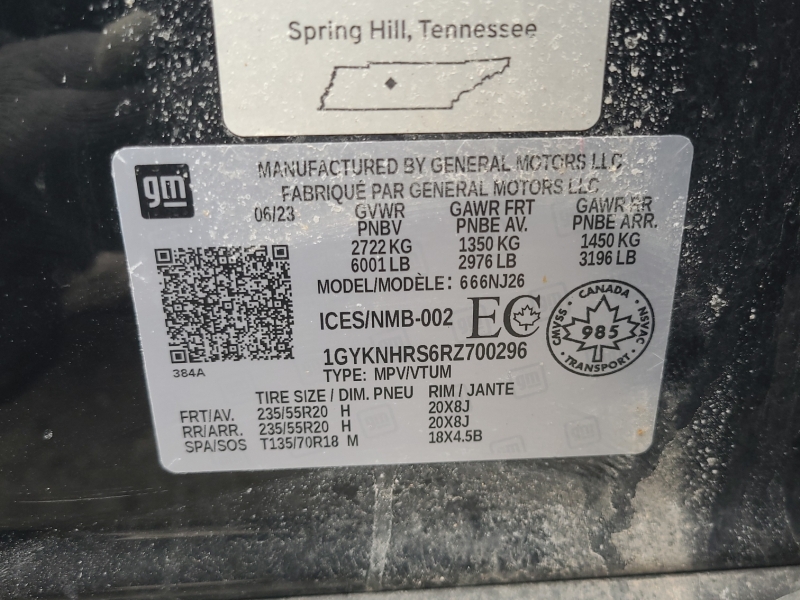 Spring Hill, Tennessee
gm
MANUFACTURED BY GENERAL MOTORS LLC
FABRIQUÉ PAR GENERAL MOTORS LLC
06/23 GVWR GAWR FRT GAWR RR
PNBV PNBE AV. PNBE ARR.
2722 KG 1350 KG 1450 KG
6001 LB 2976 LB 3196 LB
MODEL/MODÈLE: 666NJ26
ICES/NMB-002 EC
CANADA
CMVSS 985 NSVAC
TRANSPORT
1GYKNHRS6RZ700296
384A
TYPE: MPV/VTUM
TIRE SIZE / DIM. PNEU RIM / JANTE
FRT/AV. 235/55R20 H 20X8J
RR/ARR. 235/55R20 H 20X8J
SPA/SOS T135/70R18 M 18X4.5B